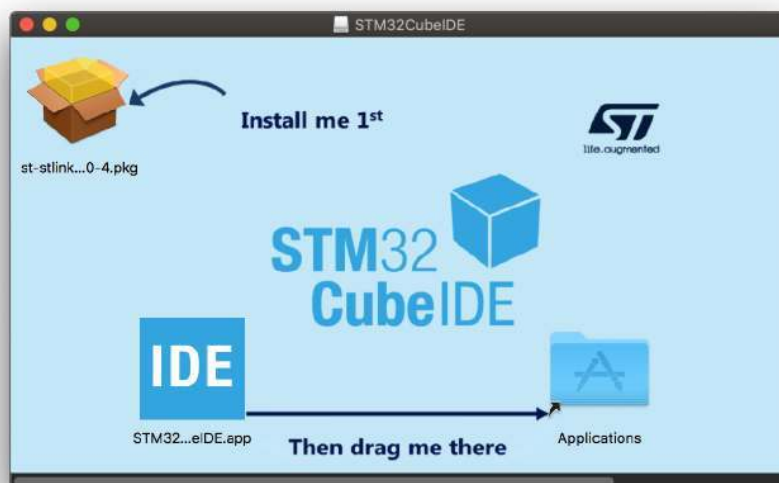 STM32CubeIDE
Install me 1st
st-stlink...0-4.pkg
ST
life.augmented
STM32
CubeIDE
IDE
STM32...eIDE.app
Then drag me there
Applications